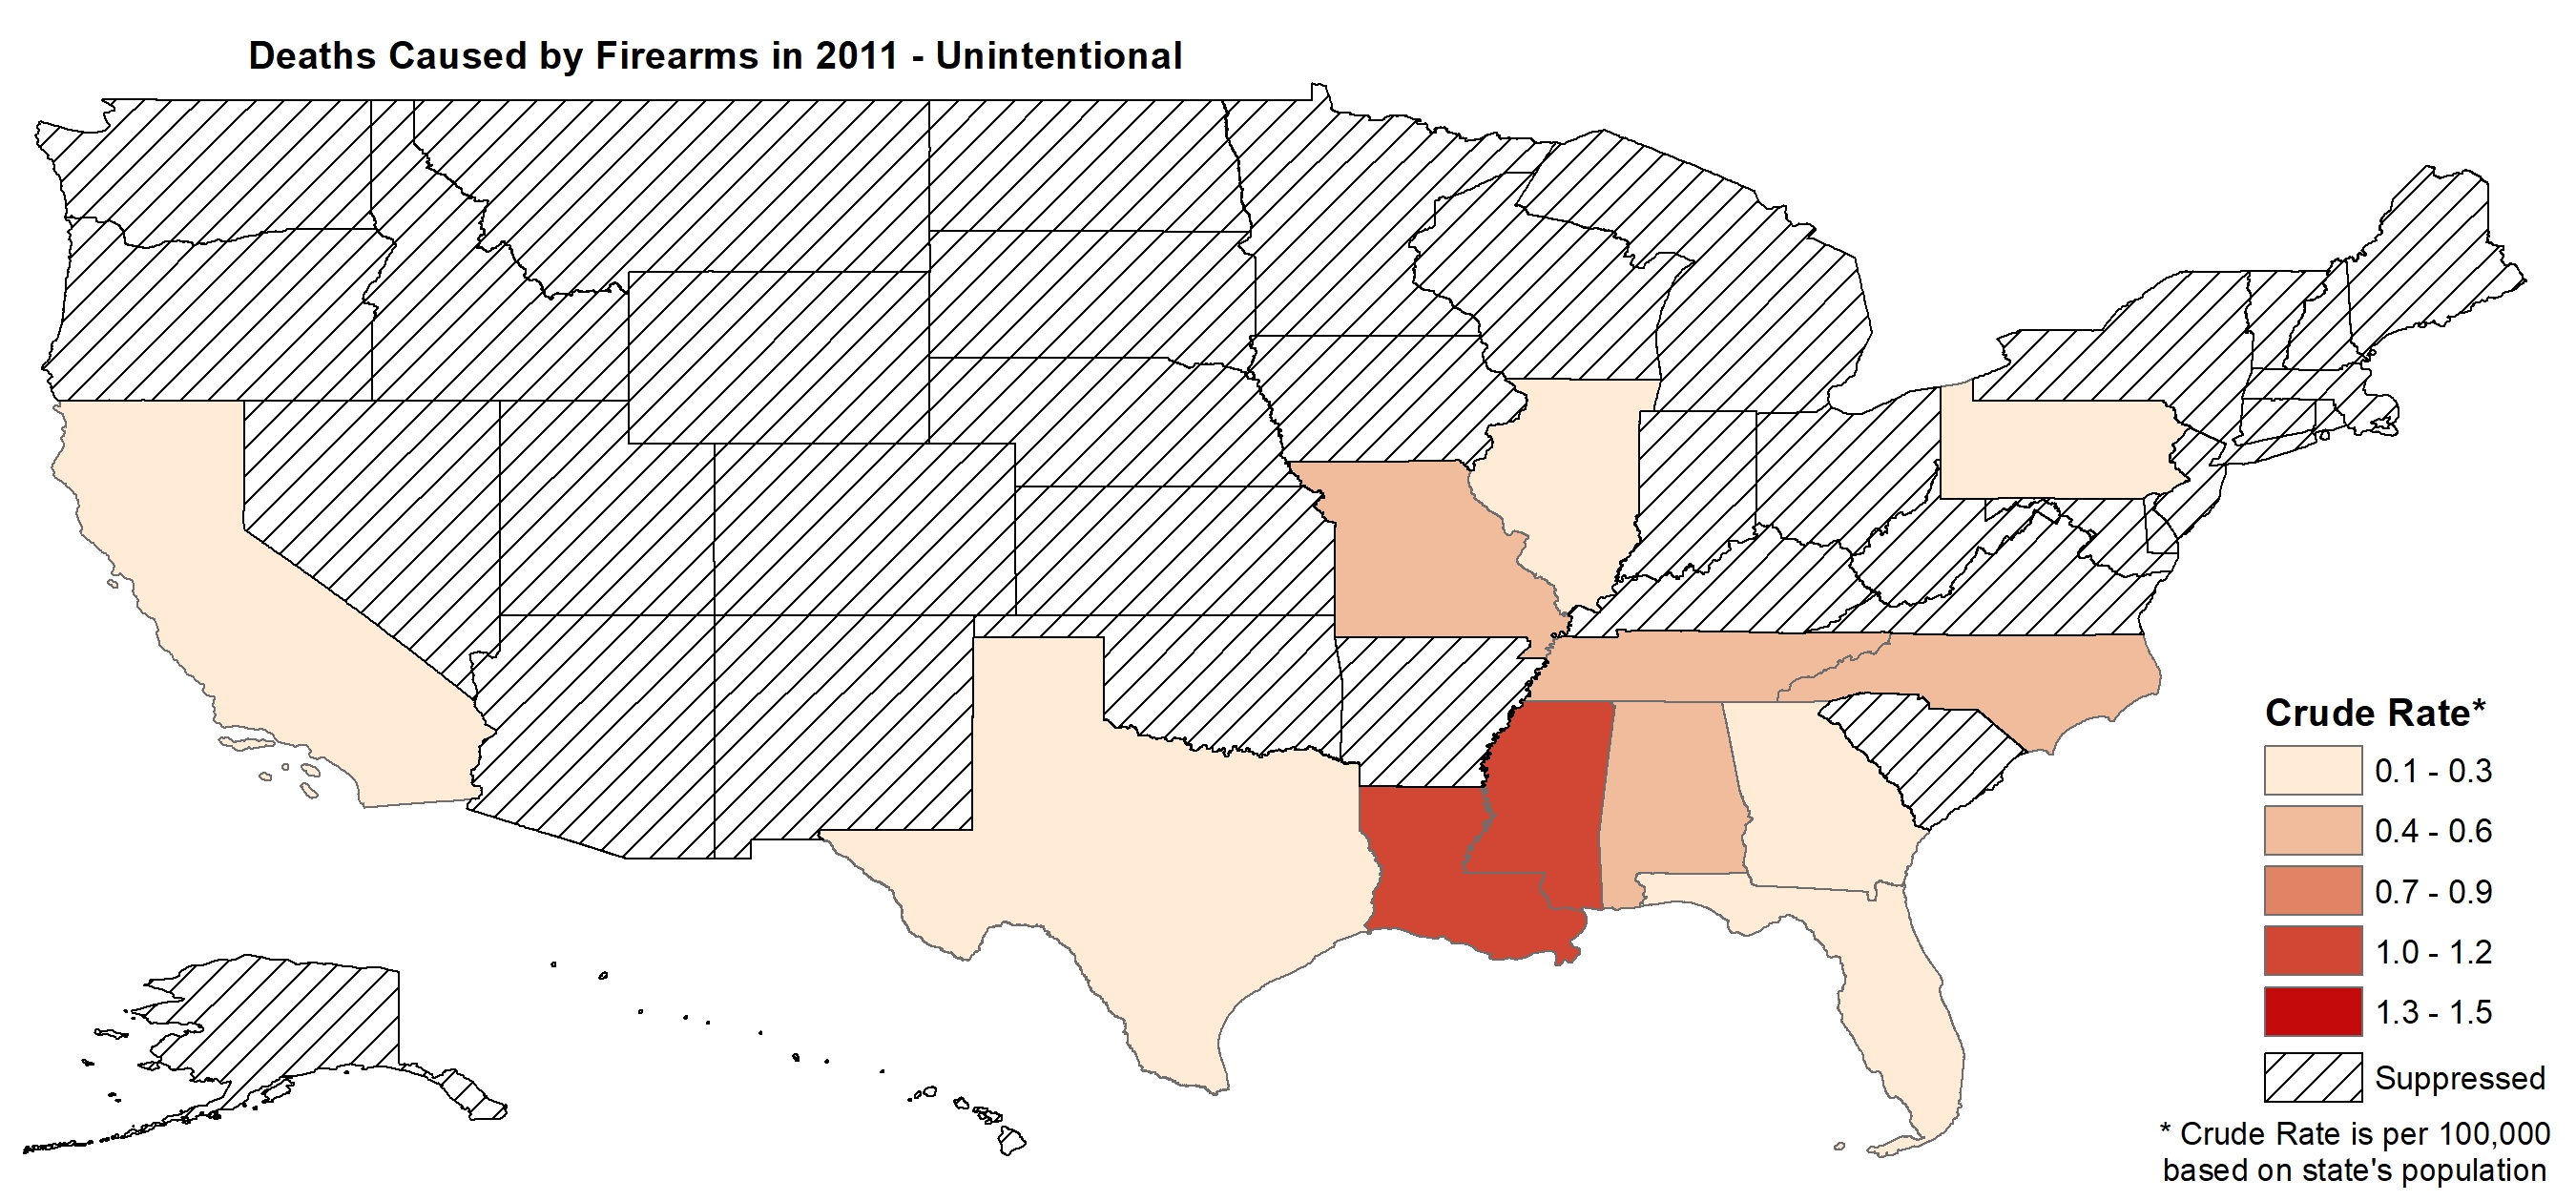 Deaths Caused by Firearms in 2011 - Unintentional
Crude Rate*
0.1 - 0.3
0.4 - 0.6
0.7 - 0.9
1.0 - 1.2
1.3 - 1.5
Suppressed
* Crude Rate is per 100,000
based on state's population